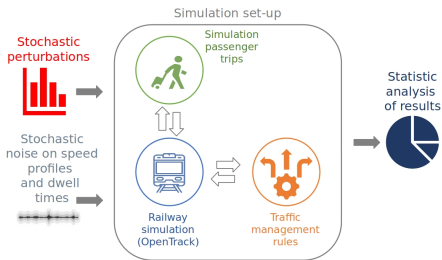 Simulation set-up
Stochastic
perturbations
Simulation
passenger
trips
Stochastic
noise on speed
profiles
and dwell
times
Railway
simulation
(OpenTrack)
Traffic
management
rules
Statistic
analysis
of results